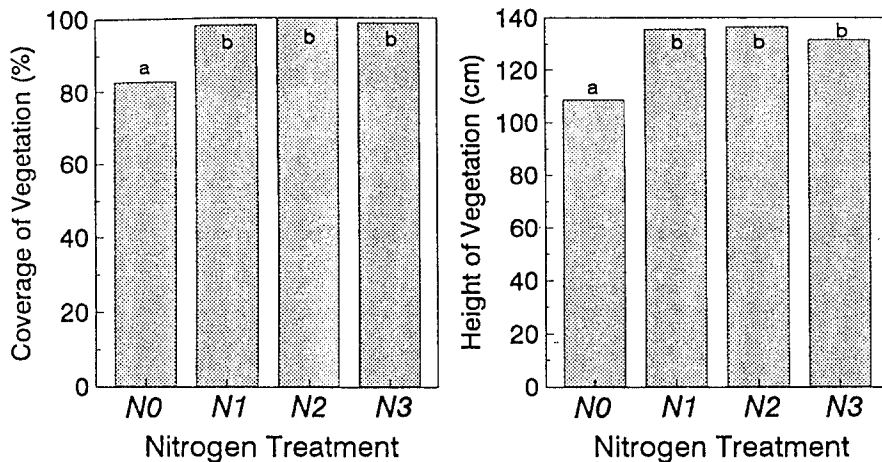 Coverage of Vegetation (%)
100
80
60
40
20
0
a
b
b
b
N0 N1 N2 N3
Nitrogen Treatment
Height of Vegetation (cm)
140
120
100
80
60
40
20
0
a
b
b
b
N0 N1 N2 N3
Nitrogen Treatment